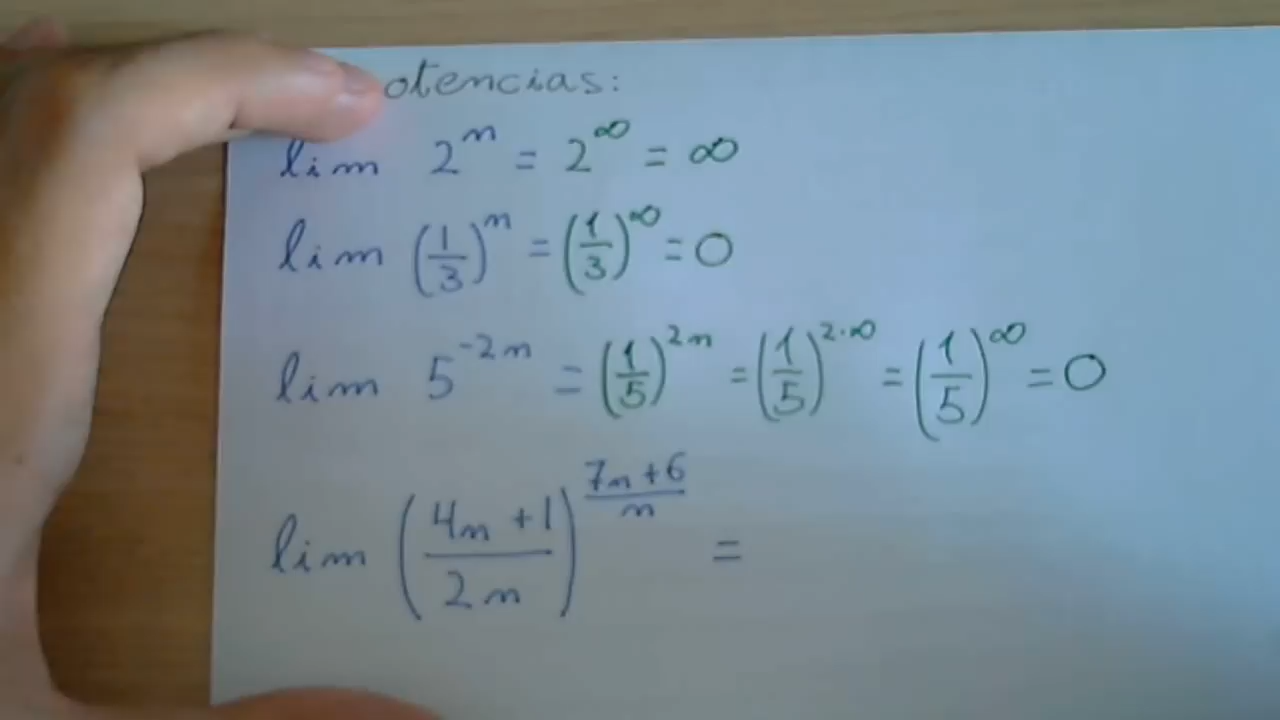 otencias:
lim 2^n = 2^∞ = ∞
lim (1/3)^n = (1/3)^∞ = 0
lim 5^-2n = (1/5)^2n = (1/5)^2·∞ = (1/5)^∞ = 0
lim ((4n+1)/(2n))^((7n+6)/n) =